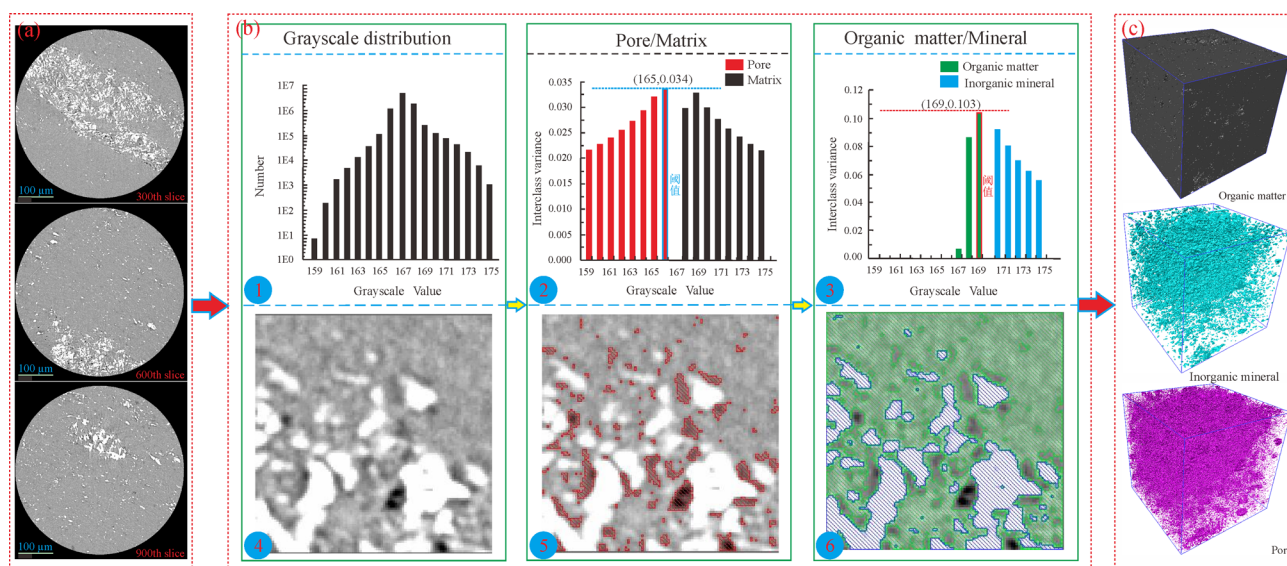 (a)
100 µm
300th slice
100 µm
600th slice
100 µm
900th slice
(b)
Grayscale distribution
1E7
1E6
1E5
1E4
1E3
1E2
1E1
1E0
Number
159 161 163 165 167 169 171 173 175
Grayscale Value
1
Pore/Matrix
Pore
Matrix
(165,0.034)
0.035
0.030
0.025
0.020
0.015
0.010
0.005
0.000
Interclass variance
阈值
159 161 163 165 167 169 171 173 175
Grayscale Value
2
Organic matter/Mineral
Organic matter
Inorganic mineral
(169,0.103)
0.12
0.10
0.08
0.06
0.04
0.02
0.00
Interclass variance
阈值
159 161 163 165 167 169 171 173 175
Grayscale Value
3
4
5
6
(c)
Organic matter
Inorganic mineral
Por